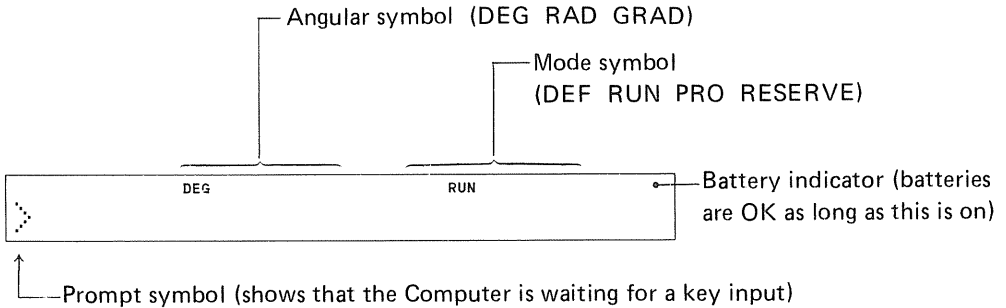 Angular symbol (DEG RAD GRAD)
Mode symbol
(DEF RUN PRO RESERVE)
DEG RUN
Battery indicator (batteries
are OK as long as this is on)
>
Prompt symbol (shows that the Computer is waiting for a key input)